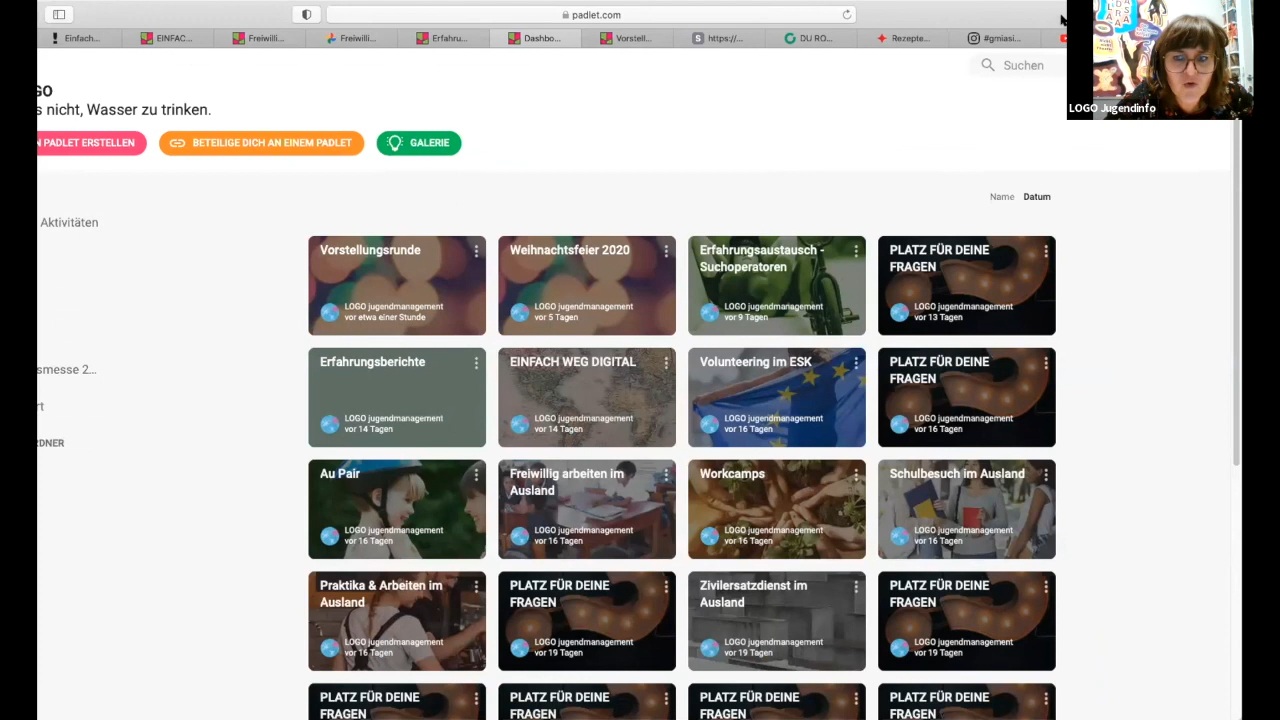 padlet.com
Einfach...
EINFAC...
Freiwilli...
Freiwilli...
Erfahru...
Dashbo...
Vorstell...
https://...
DU RO...
Rezepte...
#gmiasi...
LOGO Jugendinfo
Suchen
GO
s nicht, Wasser zu trinken.
N PADLET ERSTELLEN
BETEILIGE DICH AN EINEM PADLET
GALERIE
Name Datum
Aktivitäten
smesse 2...
rt
RDNER
Vorstellungsrunde
LOGO jugendmanagement
vor etwa einer Stunde
Weihnachtsfeier 2020
LOGO jugendmanagement
vor 5 Tagen
Erfahrungsaustausch -
Suchoperatoren
LOGO jugendmanagement
vor 9 Tagen
PLATZ FÜR DEINE
FRAGEN
LOGO jugendmanagement
vor 13 Tagen
Erfahrungsberichte
LOGO jugendmanagement
vor 14 Tagen
EINFACH WEG DIGITAL
LOGO jugendmanagement
vor 14 Tagen
Volunteering im ESK
LOGO jugendmanagement
vor 16 Tagen
PLATZ FÜR DEINE
FRAGEN
LOGO jugendmanagement
vor 16 Tagen
Au Pair
LOGO jugendmanagement
vor 16 Tagen
Freiwillig arbeiten im
Ausland
LOGO jugendmanagement
vor 16 Tagen
Workcamps
LOGO jugendmanagement
vor 16 Tagen
Schulbesuch im Ausland
LOGO jugendmanagement
vor 16 Tagen
Praktika & Arbeiten im
Ausland
LOGO jugendmanagement
vor 16 Tagen
PLATZ FÜR DEINE
FRAGEN
LOGO jugendmanagement
vor 19 Tagen
Zivilersatzdienst im
Ausland
LOGO jugendmanagement
vor 19 Tagen
PLATZ FÜR DEINE
FRAGEN
LOGO jugendmanagement
vor 19 Tagen
PLATZ FÜR DEINE
FRAGEN
PLATZ FÜR DEINE
FRAGEN
PLATZ FÜR DEINE
FRAGEN
PLATZ FÜR DEINE
FRAGEN